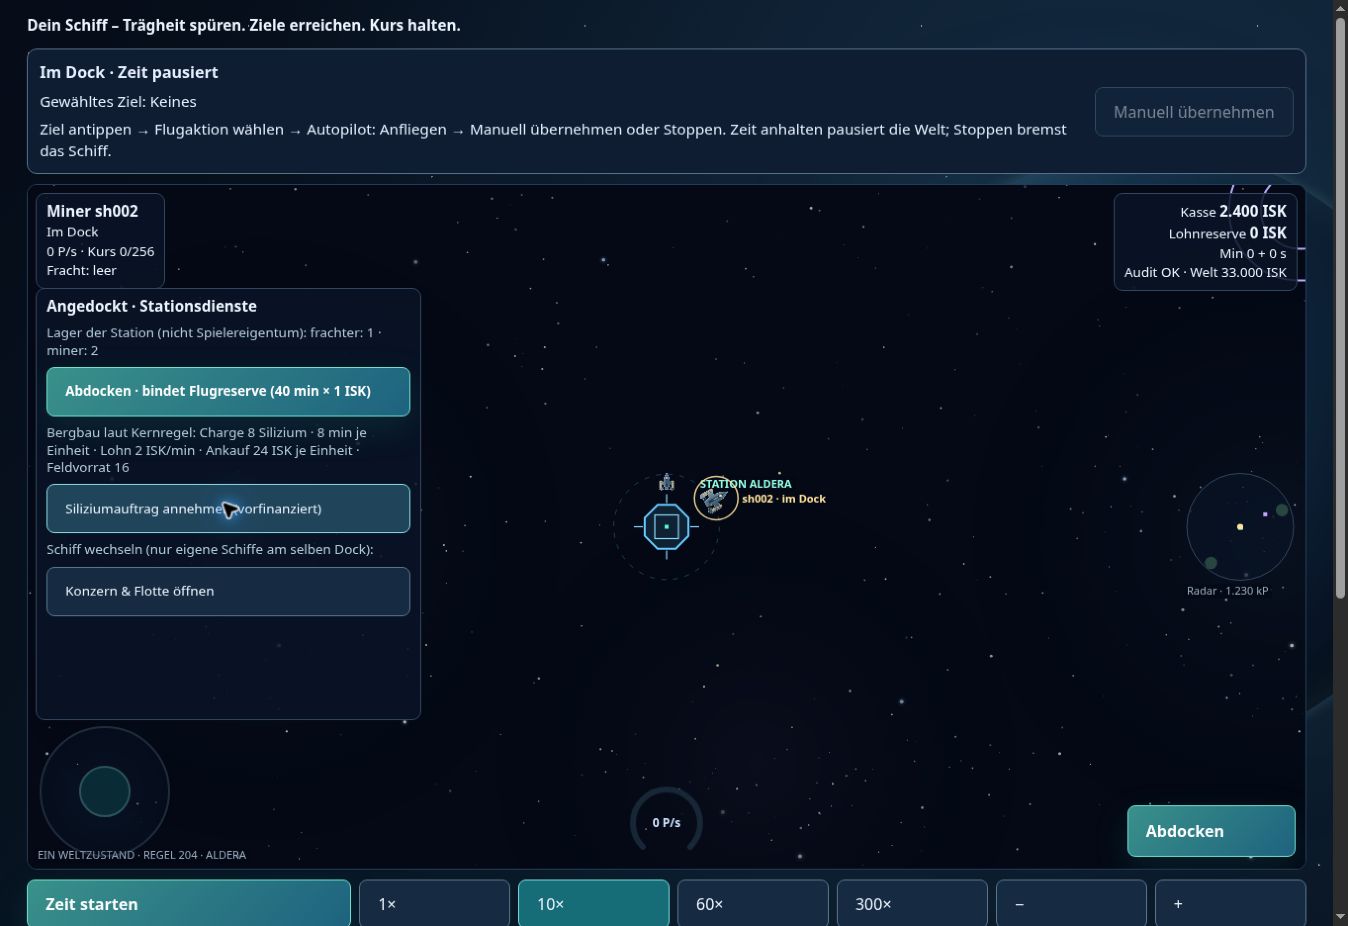 Dein Schiff – Trägheit spüren. Ziele erreichen. Kurs halten.
Im Dock · Zeit pausiert
Gewähltes Ziel: Keines
Ziel antippen → Flugaktion wählen → Autopilot: Anfliegen → Manuell übernehmen oder Stoppen. Zeit anhalten pausiert die Welt; Stoppen bremst
das Schiff.
Manuell übernehmen
Miner sh002
Im Dock
0 P/s · Kurs 0/256
Fracht: leer
Kasse 2.400 ISK
Lohnreserve 0 ISK
Min 0 + 0 s
Audit OK · Welt 33.000 ISK
Angedockt · Stationsdienste
Lager der Station (nicht Spielereigentum): frachter: 1 ·
miner: 2
Abdocken · bindet Flugreserve (40 min × 1 ISK)
Bergbau laut Kernregel: Charge 8 Silizium · 8 min je
Einheit · Lohn 2 ISK/min · Ankauf 24 ISK je Einheit ·
Feldvorrat 16
Siliziumauftrag annehmen (vorfinanziert)
Schiff wechseln (nur eigene Schiffe am selben Dock):
Konzern & Flotte öffnen
STATION ALDERA
sh002 · im Dock
Radar · 1.230 kP
0 P/s
Abdocken
EIN WELTZUSTAND · REGEL 204 · ALDERA
Zeit starten
1×
10×
60×
300×
−
+